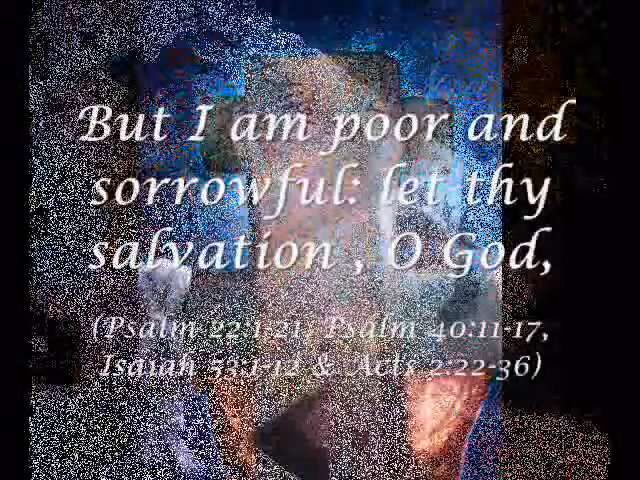 But I am poor and
sorrowful: let thy
salvation , O God,
(Psalm 22:1-21, Psalm 40:11-17,
Isaiah 53:1-12 & Acts 2:22-36)